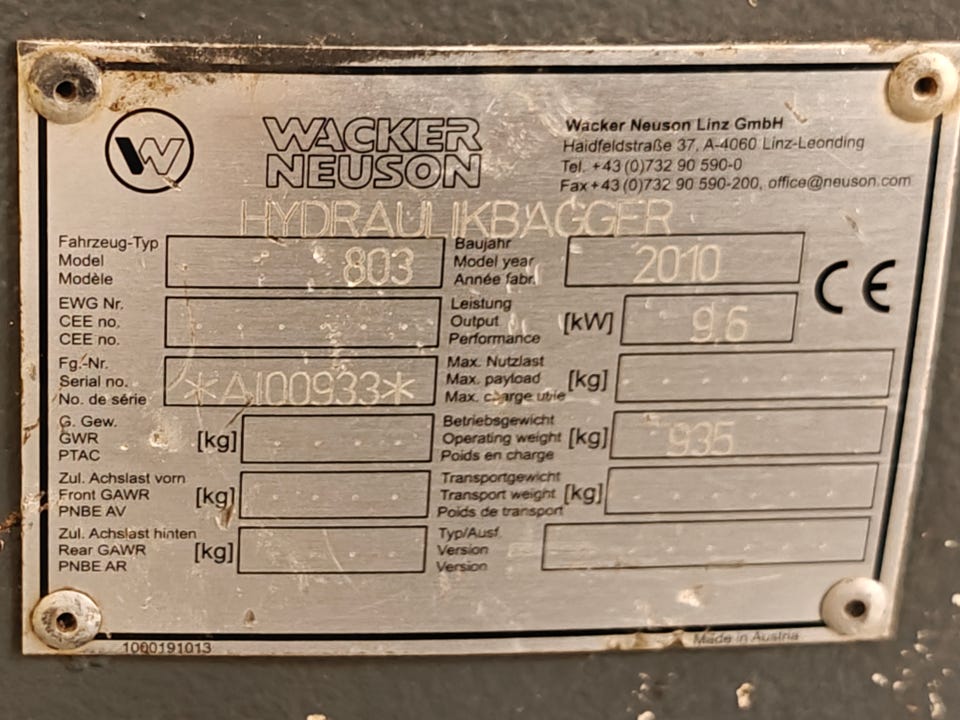 W
WACKER
NEUSON
Wacker Neuson Linz GmbH
Haidfeldstraße 37, A-4060 Linz-Leonding
Tel. +43 (0)732 90 590-0
Fax +43 (0)732 90 590-200, office@neuson.com
HYDRAULIKBAGGER
Fahrzeug-Typ
Model
Modèle
803
Baujahr
Model year
Année fabr.
2010
CE
EWG Nr.
CEE no.
CEE no.
Leistung
Output
Performance
[kW]
9,6
Fg.-Nr.
Serial no.
No. de série
*AI00933*
Max. Nutzlast
Max. payload
Max. charge utile
[kg]
G. Gew.
GWR
PTAC
[kg]
Betriebsgewicht
Operating weight
Poids en charge
[kg]
935
Zul. Achslast vorn
Front GAWR
PNBE AV
[kg]
Transportgewicht
Transport weight
Poids de transport
[kg]
Zul. Achslast hinten
Rear GAWR
PNBE AR
[kg]
Typ/Ausf.
Version
Version
1000191013
Made in Austria